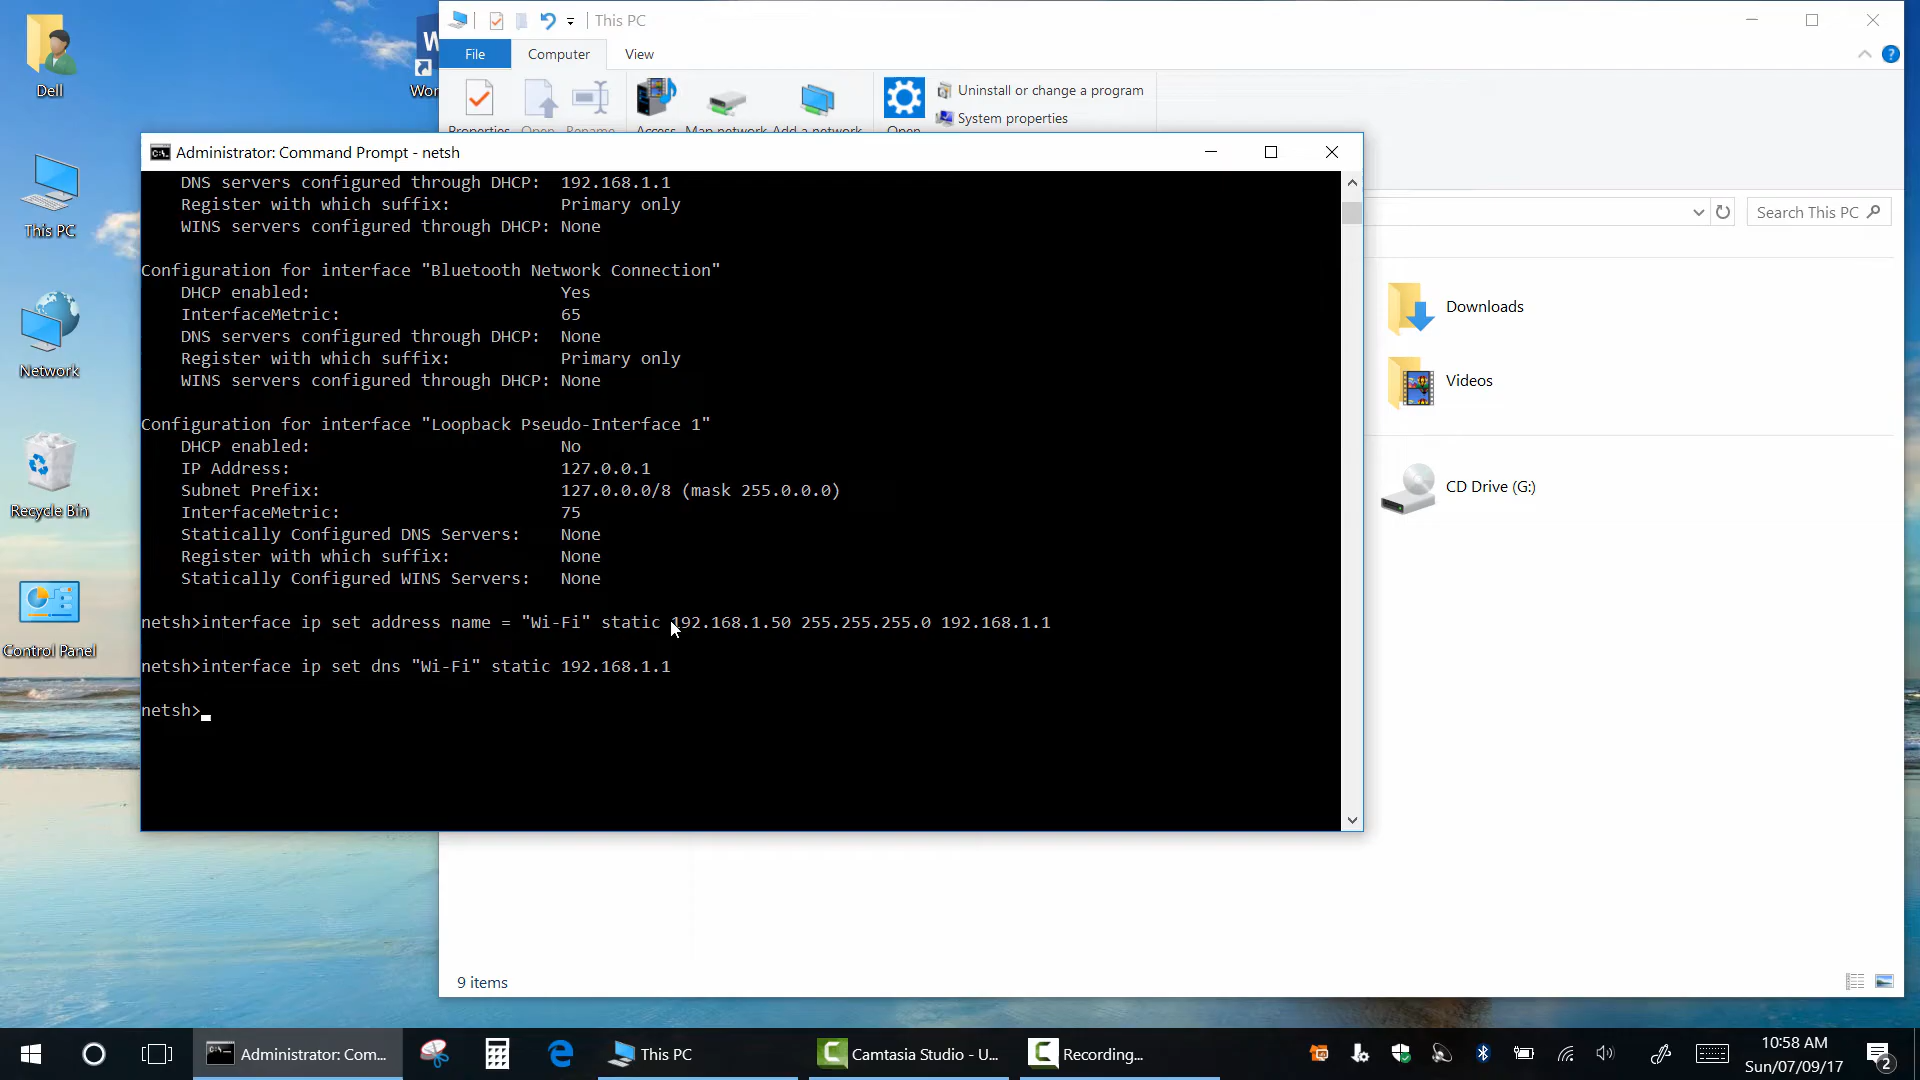 This PC
File
Computer
View
Uninstall or change a program
System properties
Administrator: Command Prompt - netsh
DNS servers configured through DHCP: 192.168.1.1
Register with which suffix: Primary only
WINS servers configured through DHCP: None
Configuration for interface "Bluetooth Network Connection"
DHCP enabled: Yes
InterfaceMetric: 65
DNS servers configured through DHCP: None
Register with which suffix: Primary only
WINS servers configured through DHCP: None
Configuration for interface "Loopback Pseudo-Interface 1"
DHCP enabled: No
IP Address: 127.0.0.1
Subnet Prefix: 127.0.0.0/8 (mask 255.0.0.0)
InterfaceMetric: 75
Statically Configured DNS Servers: None
Register with which suffix: None
Statically Configured WINS Servers: None
netsh>interface ip set address name = "Wi-Fi" static 192.168.1.50 255.255.255.0 192.168.1.1
netsh>interface ip set dns "Wi-Fi" static 192.168.1.1
netsh>
Search This PC
Downloads
Videos
CD Drive (G:)
9 items
Dell
Wor
This PC
Network
Recycle Bin
Control Panel
Administrator: Com...
This PC
Camtasia Studio - U...
Recording...
10:58 AM
Sun/07/09/17
2